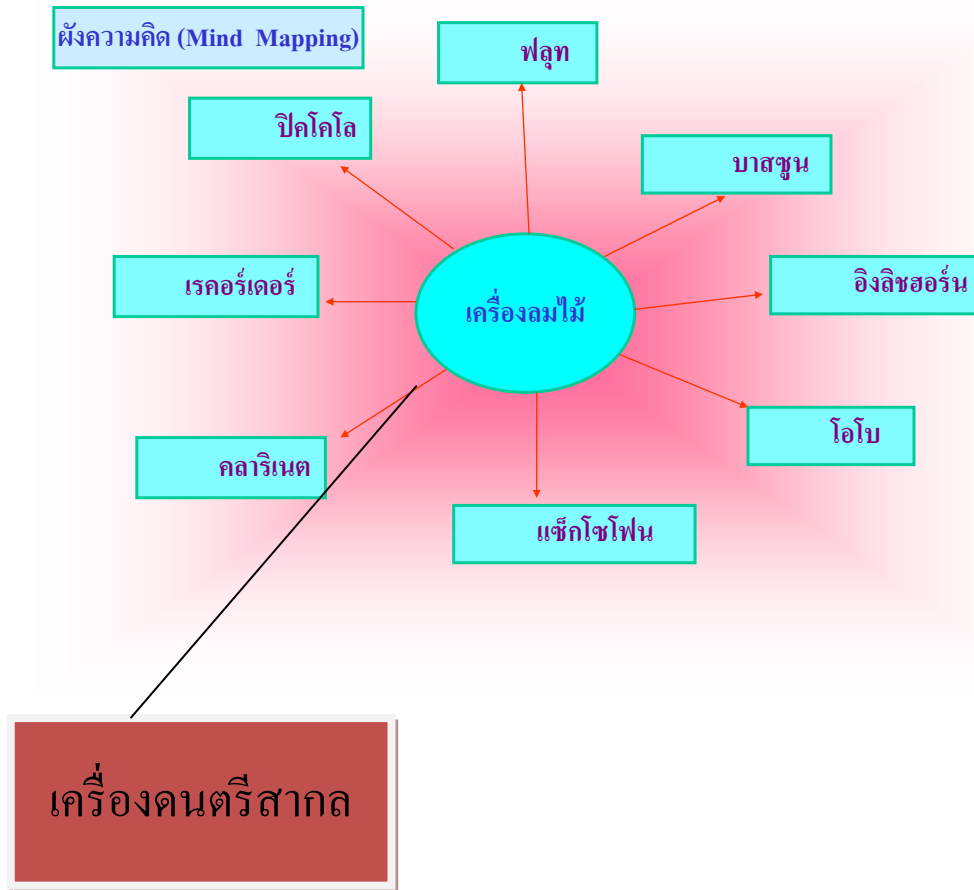 ผังความคิด (Mind Mapping)
ฟลุท
ปิคโคโล
บาสซูน
เรคอร์เดอร์
อิงลิชฮอร์น
เครื่องลมไม้
โอโบ
คลาริเนต
แซ็กโซโฟน
เครื่องดนตรีสากล